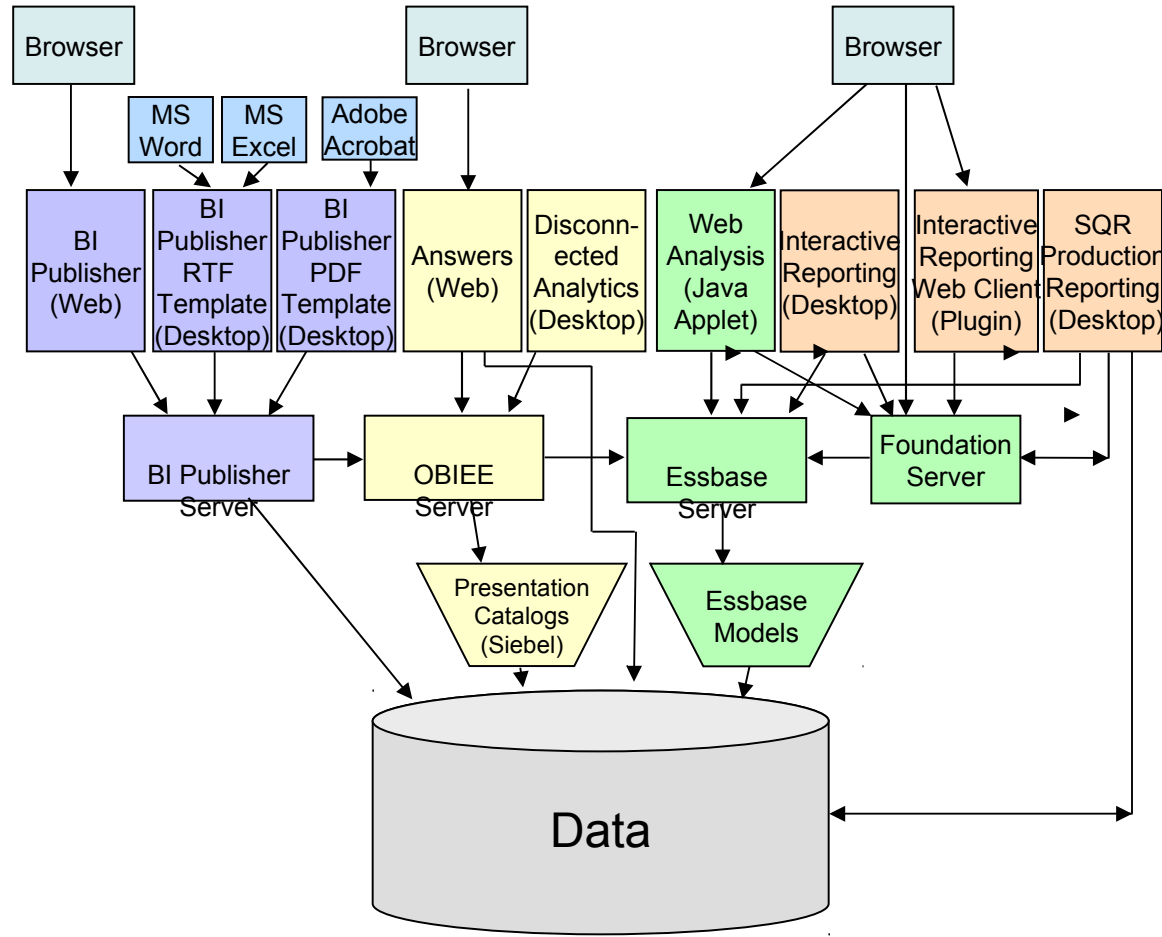 Browser
Browser
Browser
MS
Word
MS
Excel
Adobe
Acrobat
BI
Publisher
(Web)
BI
Publisher
RTF
Template
(Desktop)
BI
Publisher
PDF
Template
(Desktop)
Answers
(Web)
Disconn-
ected
Analytics
(Desktop)
Web
Analysis
(Java
Applet)
Interactive
Reporting
(Desktop)
Interactive
Reporting
Web Client
(Plugin)
SQR
Production
Reporting
(Desktop)
BI Publisher
Server
OBIEE
Server
Essbase
Server
Foundation
Server
Presentation
Catalogs
(Siebel)
Essbase
Models
Data